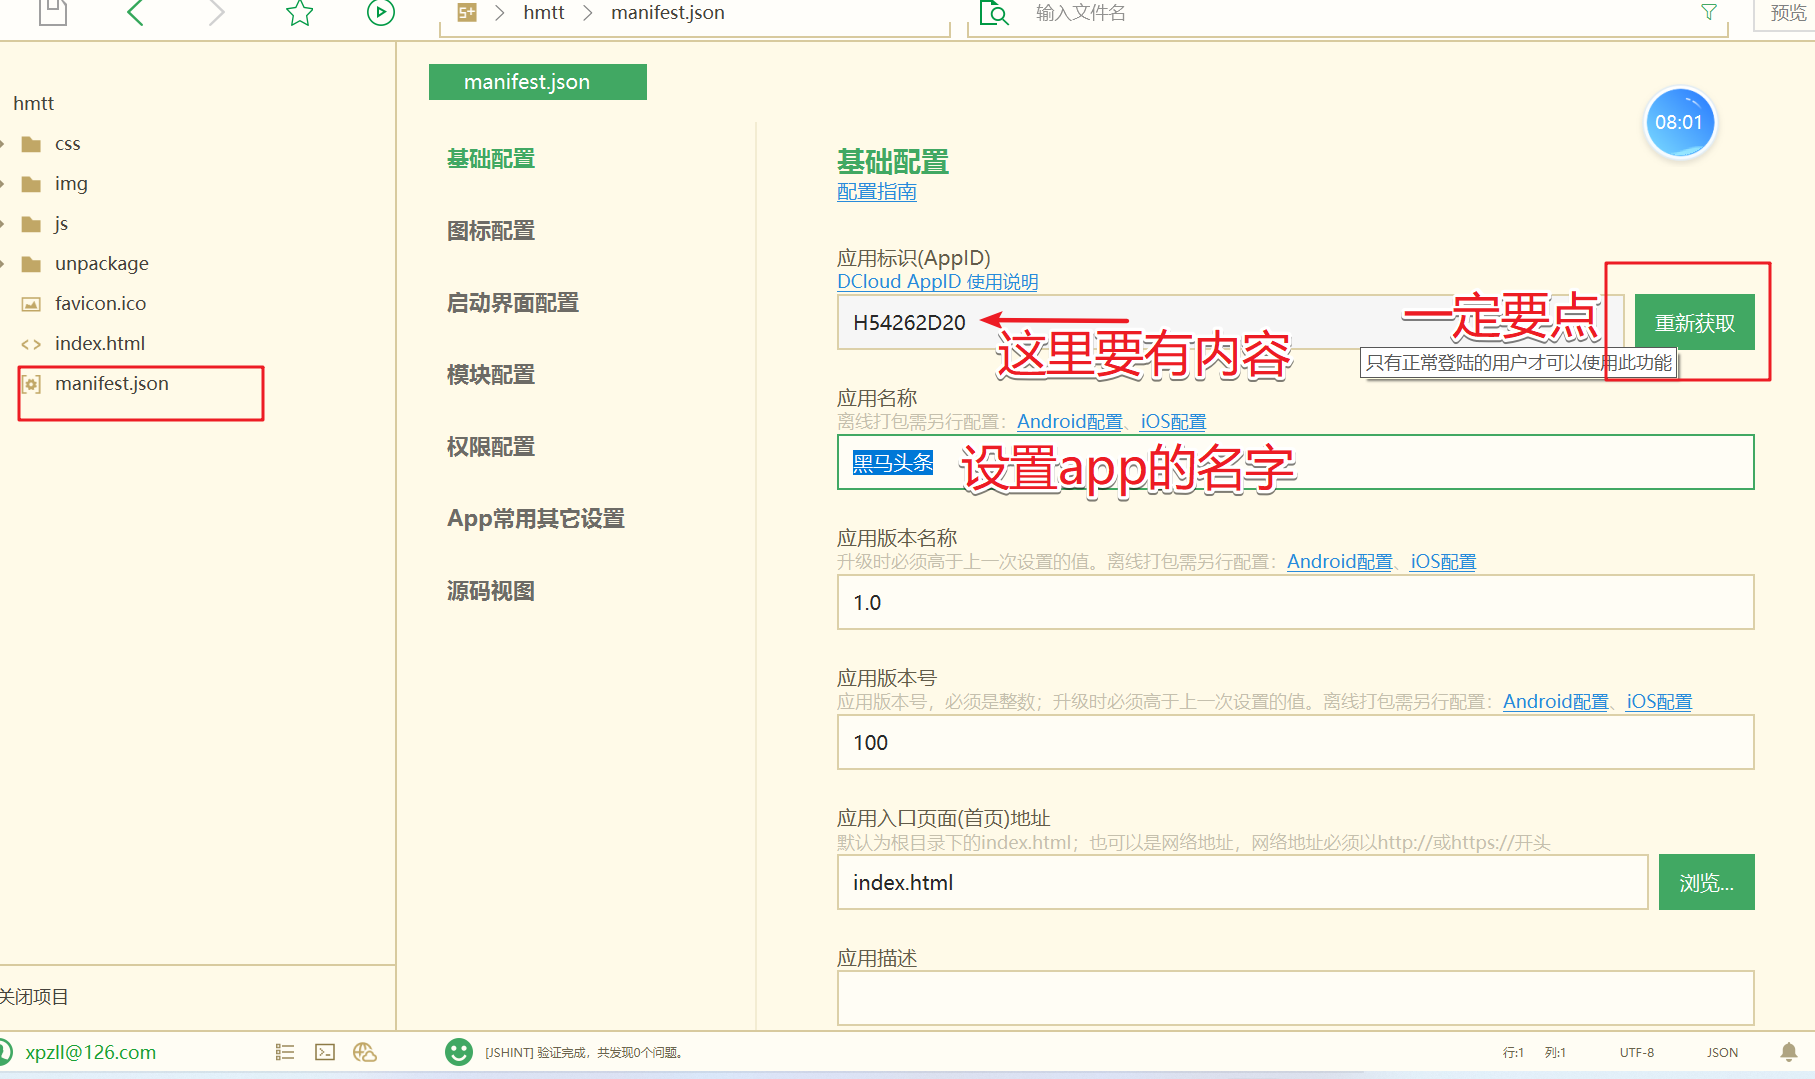 hmtt
manifest.json
输入文件名
预览
manifest.json
hmtt
css
img
js
unpackage
favicon.ico
index.html
manifest.json
关闭项目
基础配置
图标配置
启动界面配置
模块配置
权限配置
App常用其它设置
源码视图
08:01
基础配置
配置指南
应用标识(AppID)
DCloud AppID 使用说明
H54262D20
这里要有内容
一定要点
重新获取
只有正常登陆的用户才可以使用此功能
应用名称
离线打包需另行配置：Android配置、iOS配置
黑马头条
设置app的名字
应用版本名称
升级时必须高于上一次设置的值。离线打包需另行配置：Android配置、iOS配置
1.0
应用版本号
应用版本号，必须是整数；升级时必须高于上一次设置的值。离线打包需另行配置：Android配置、iOS配置
100
应用入口页面(首页)地址
默认为根目录下的index.html；也可以是网络地址，网络地址必须以http://或https://开头
index.html
浏览...
应用描述
xpzll@126.com
[JSHINT] 验证完成，共发现0个问题。
行:1 列:1
UTF-8
JSON